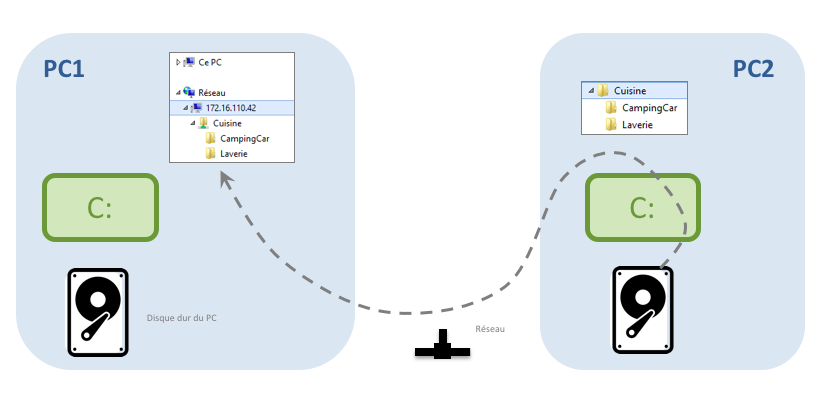 PC1
Ce PC
Réseau
172.16.110.42
Cuisine
CampingCar
Laverie
C:
Disque dur du PC
Réseau
PC2
Cuisine
CampingCar
Laverie
C: